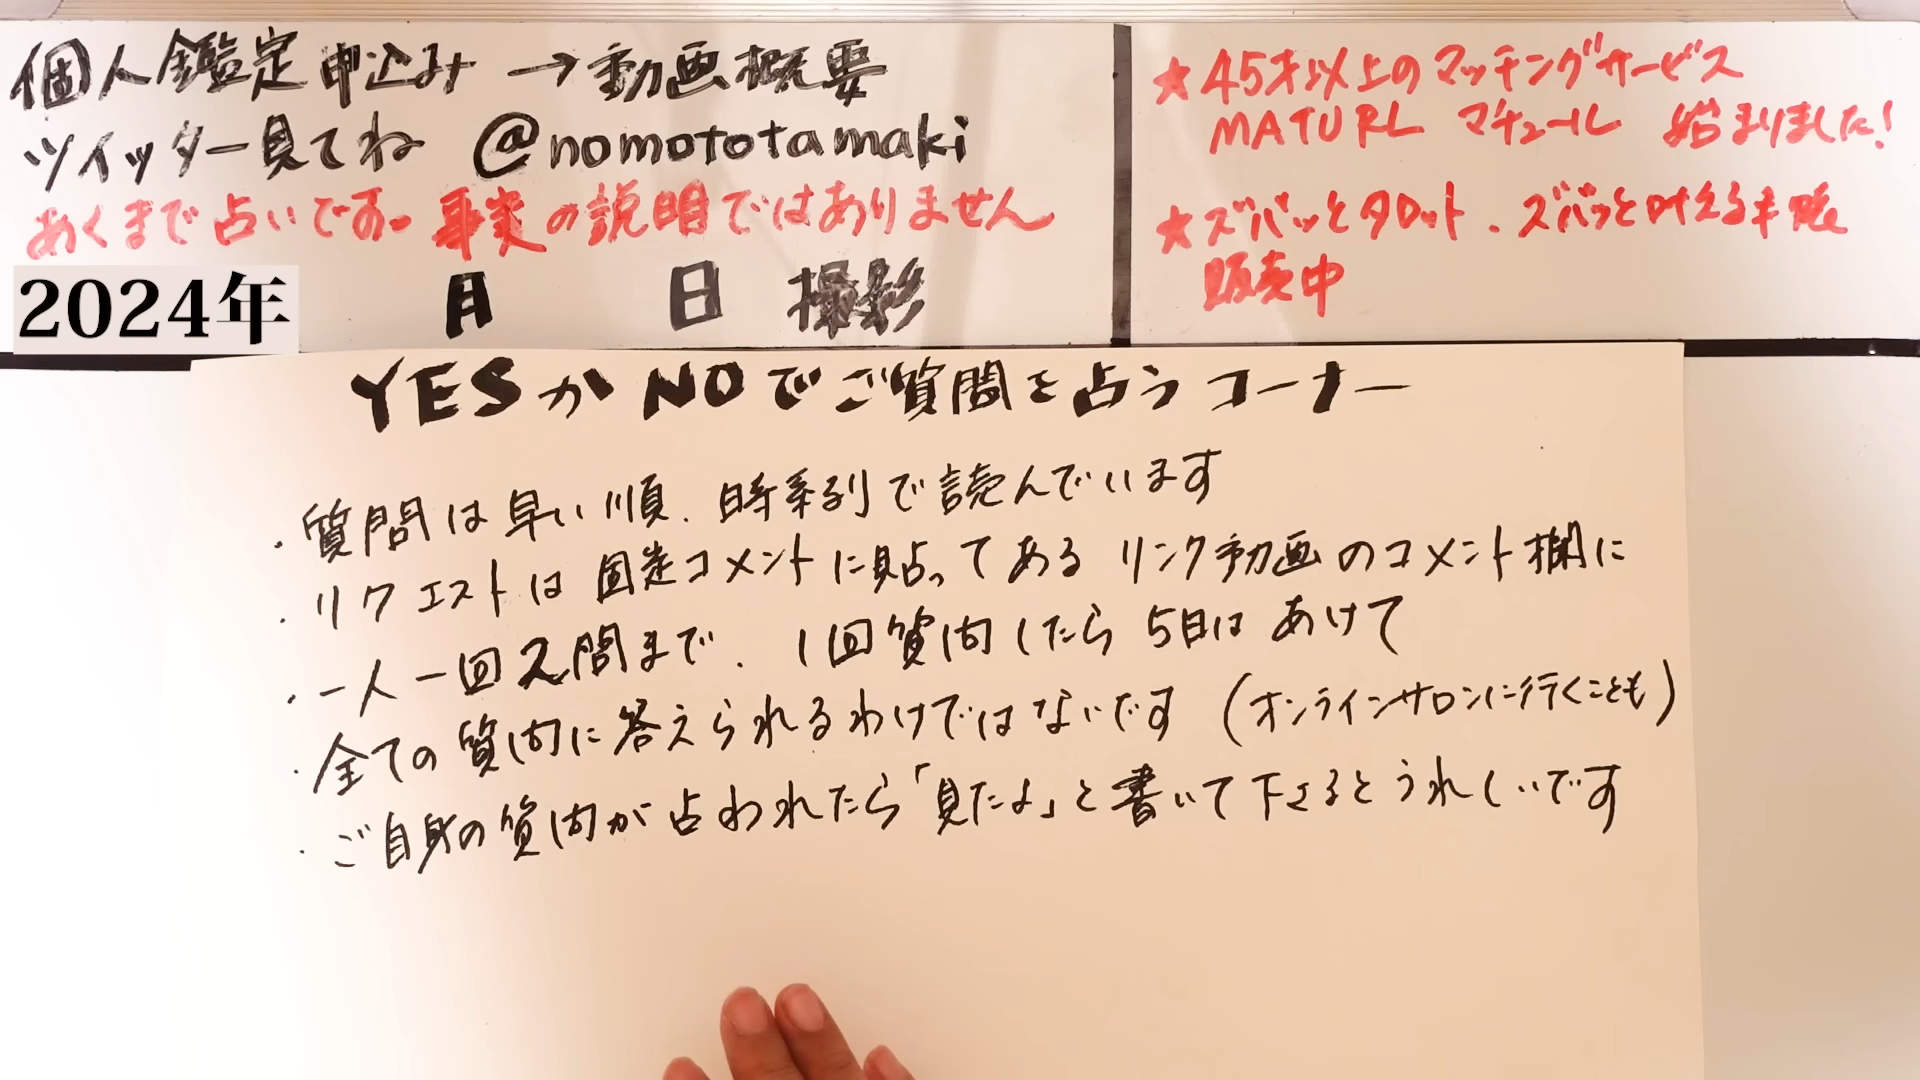 個人鑑定申込み→動画概要
ツイッター見てね @nomototamaki
あくまで占いです。事実の説明ではありません
2024年 月 日 撮影
★45才以上のマッチングサービス
MATURL マチュール 始まりました!
★ズバッとタロット、ズバッと叶える手帳
販売中
YESかNOでご質問を占うコーナー
・質問は早い順、時系列で読んでいます
・リクエストは固定コメントに貼ってあるリンク動画のコメント欄に
・一人一回2問まで、1回質問したら5日はあけて
・全ての質問に答えられるわけではないです(オンラインサロンに行くことも)
・ご自身の質問が占われたら「見たよ」と書いて下さるとうれしいです